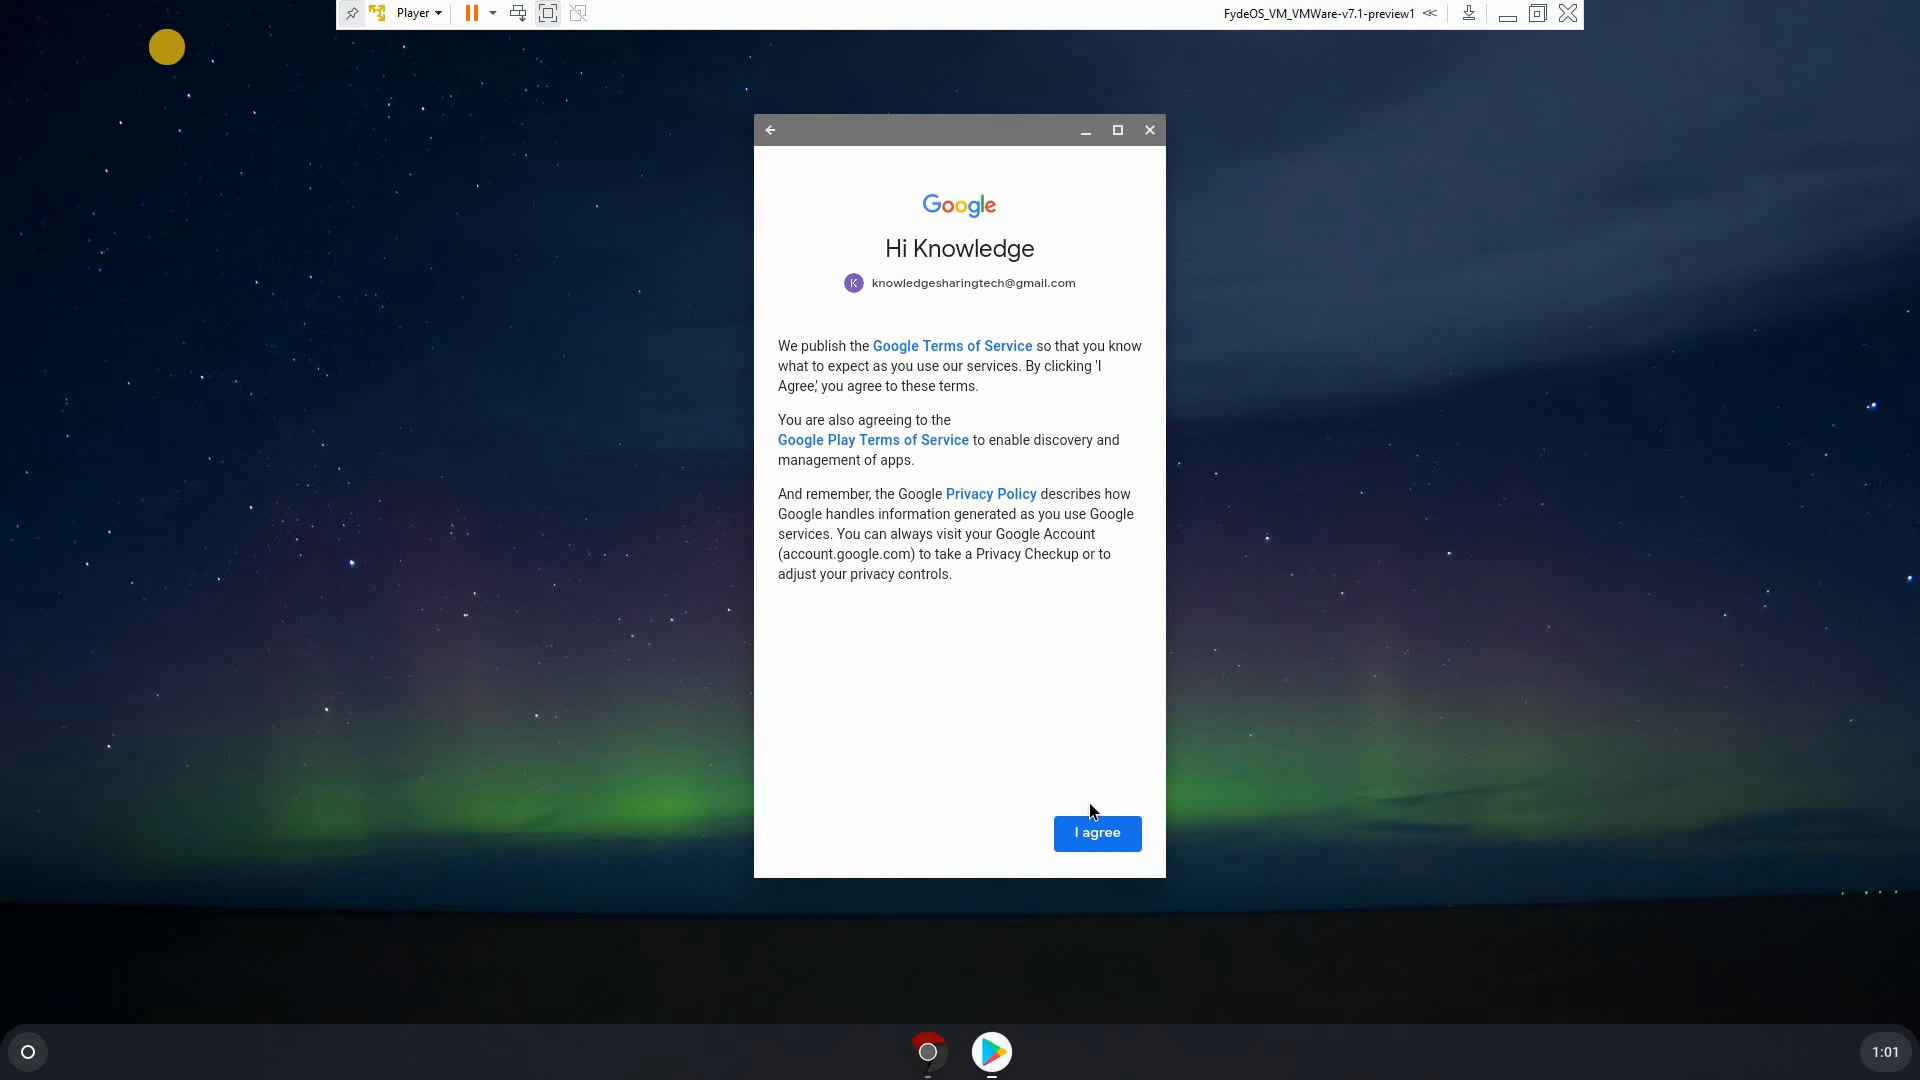 Player
FydeOS_VM_VMWare-v7.1-preview1
Google
Hi Knowledge
K
knowledgesharingtech@gmail.com
We publish the Google Terms of Service so that you know
what to expect as you use our services. By clicking 'I
Agree,' you agree to these terms.
You are also agreeing to the
Google Play Terms of Service to enable discovery and
management of apps.
And remember, the Google Privacy Policy describes how
Google handles information generated as you use Google
services. You can always visit your Google Account
(account.google.com) to take a Privacy Checkup or to
adjust your privacy controls.
I agree
1:01